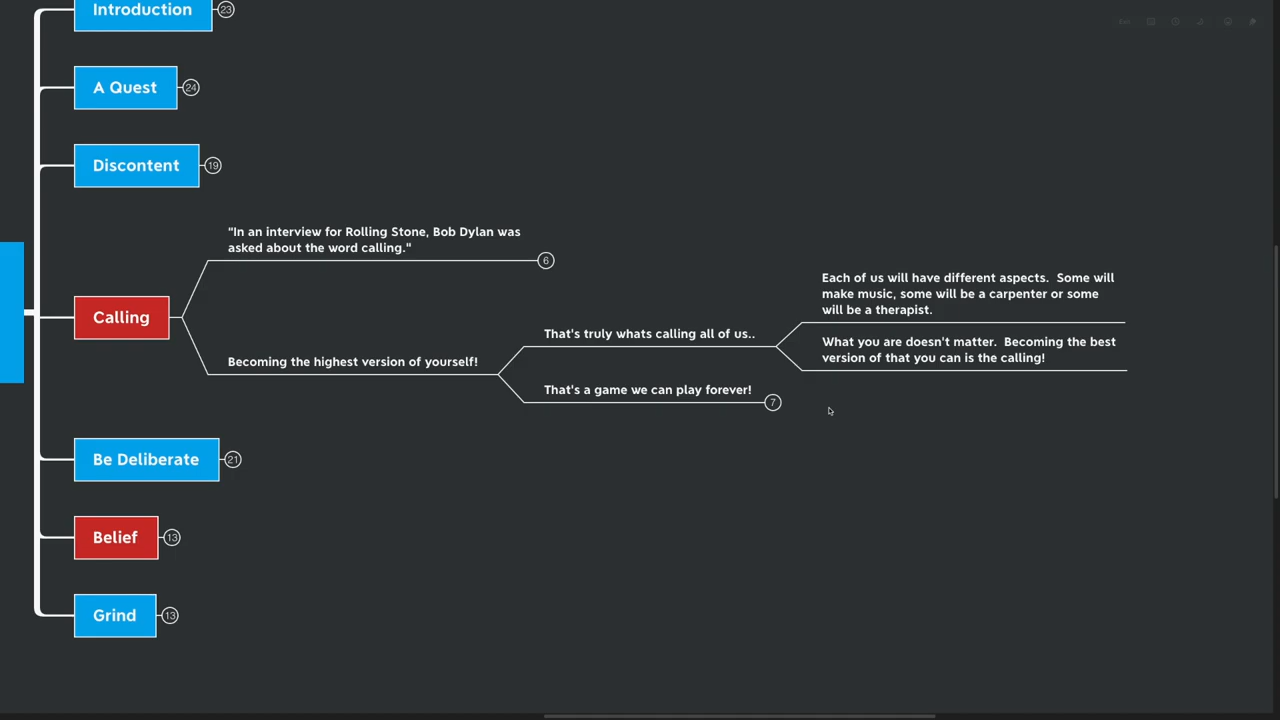 Introduction
23
A Quest
24
Discontent
19
"In an interview for Rolling Stone, Bob Dylan was
asked about the word calling."
6
Calling
Becoming the highest version of yourself!
That's truly whats calling all of us..
Each of us will have different aspects.  Some will
make music, some will be a carpenter or some
will be a therapist.
What you are doesn't matter.  Becoming the best
version of that you can is the calling!
That's a game we can play forever!
7
Be Deliberate
21
Belief
13
Grind
13